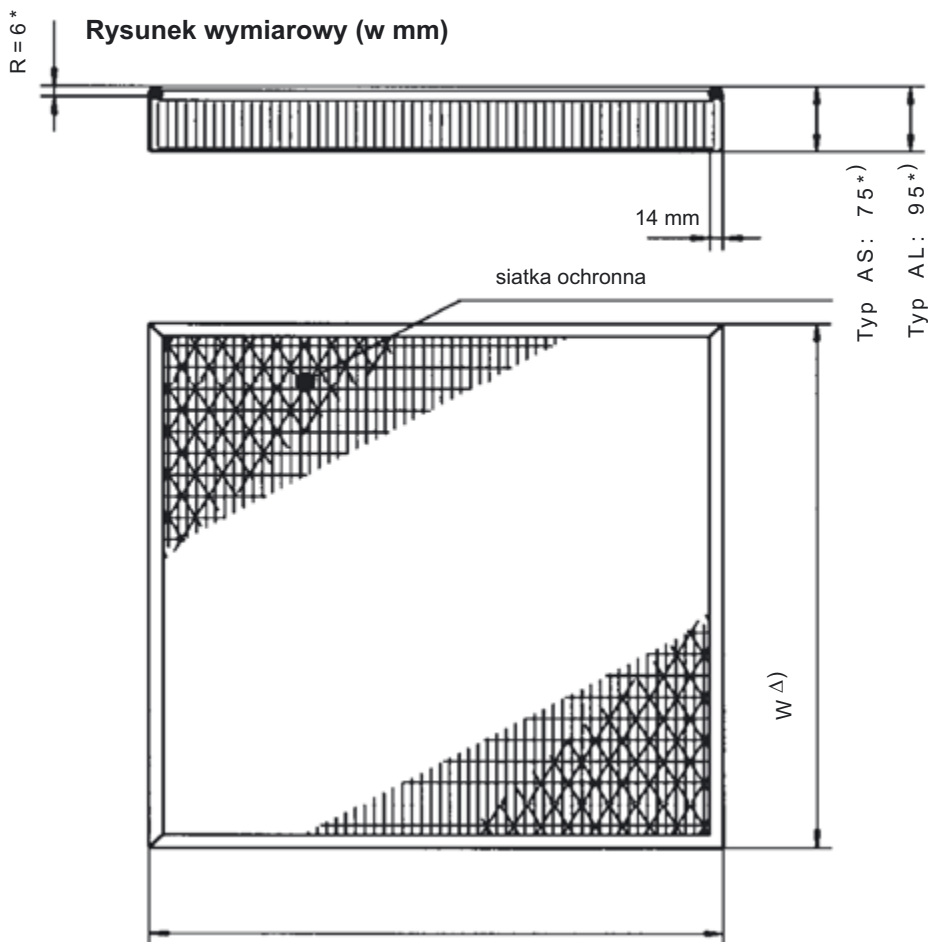 R = 6*
Rysunek wymiarowy (w mm)
14 mm
Typ AS: 75*)
Typ AL: 95*)
siatka ochronna
W Δ)